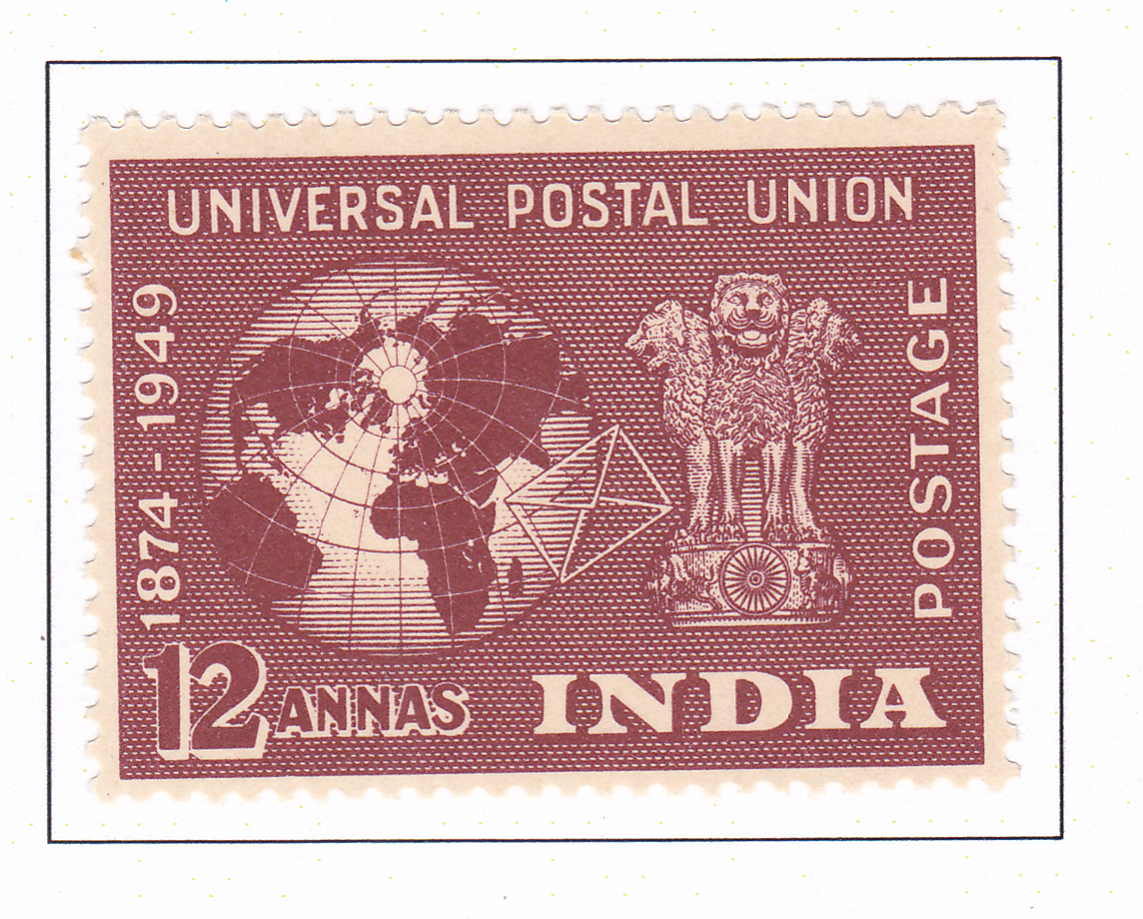 UNIVERSAL POSTAL UNION
1874-1949
POSTAGE
12 ANNAS
INDIA